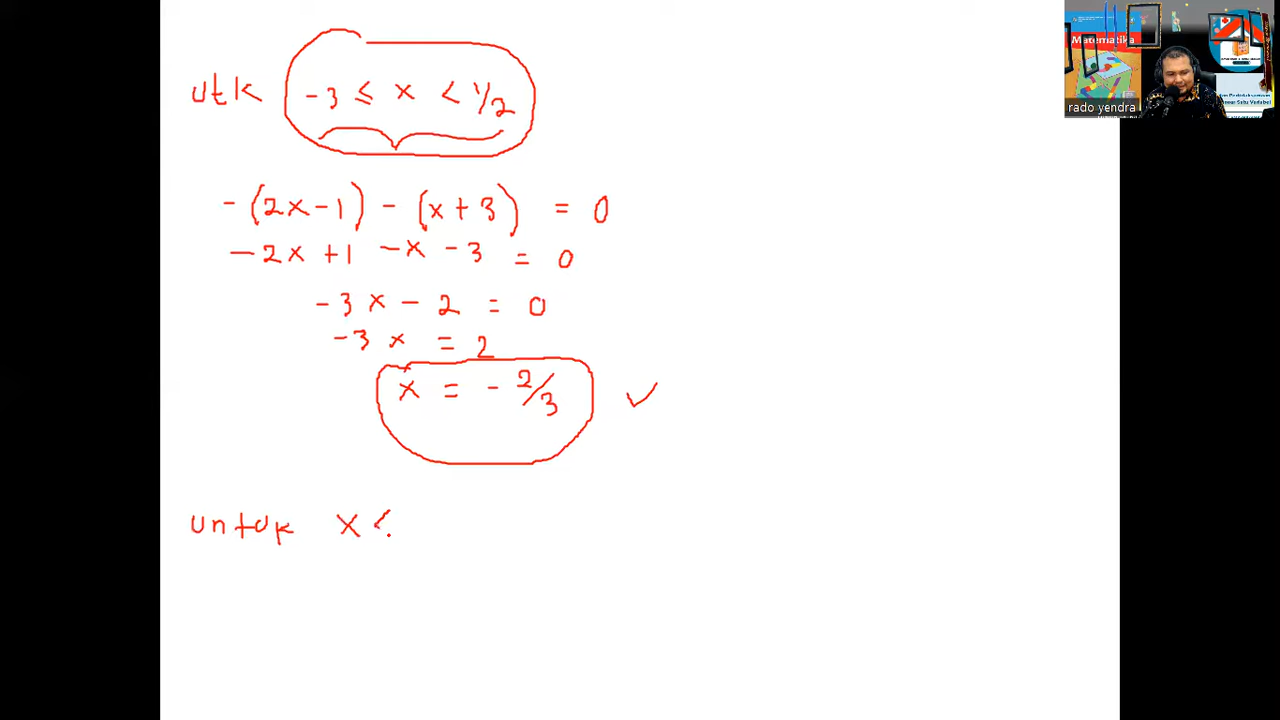 utk -3 ≤ x < 1/2
-(2x-1) - (x+3) = 0
-2x +1 -x -3 = 0
-3x - 2 = 0
-3x = 2
x = - 2/3 ✓
untuk x <
Matematika
rado yendra